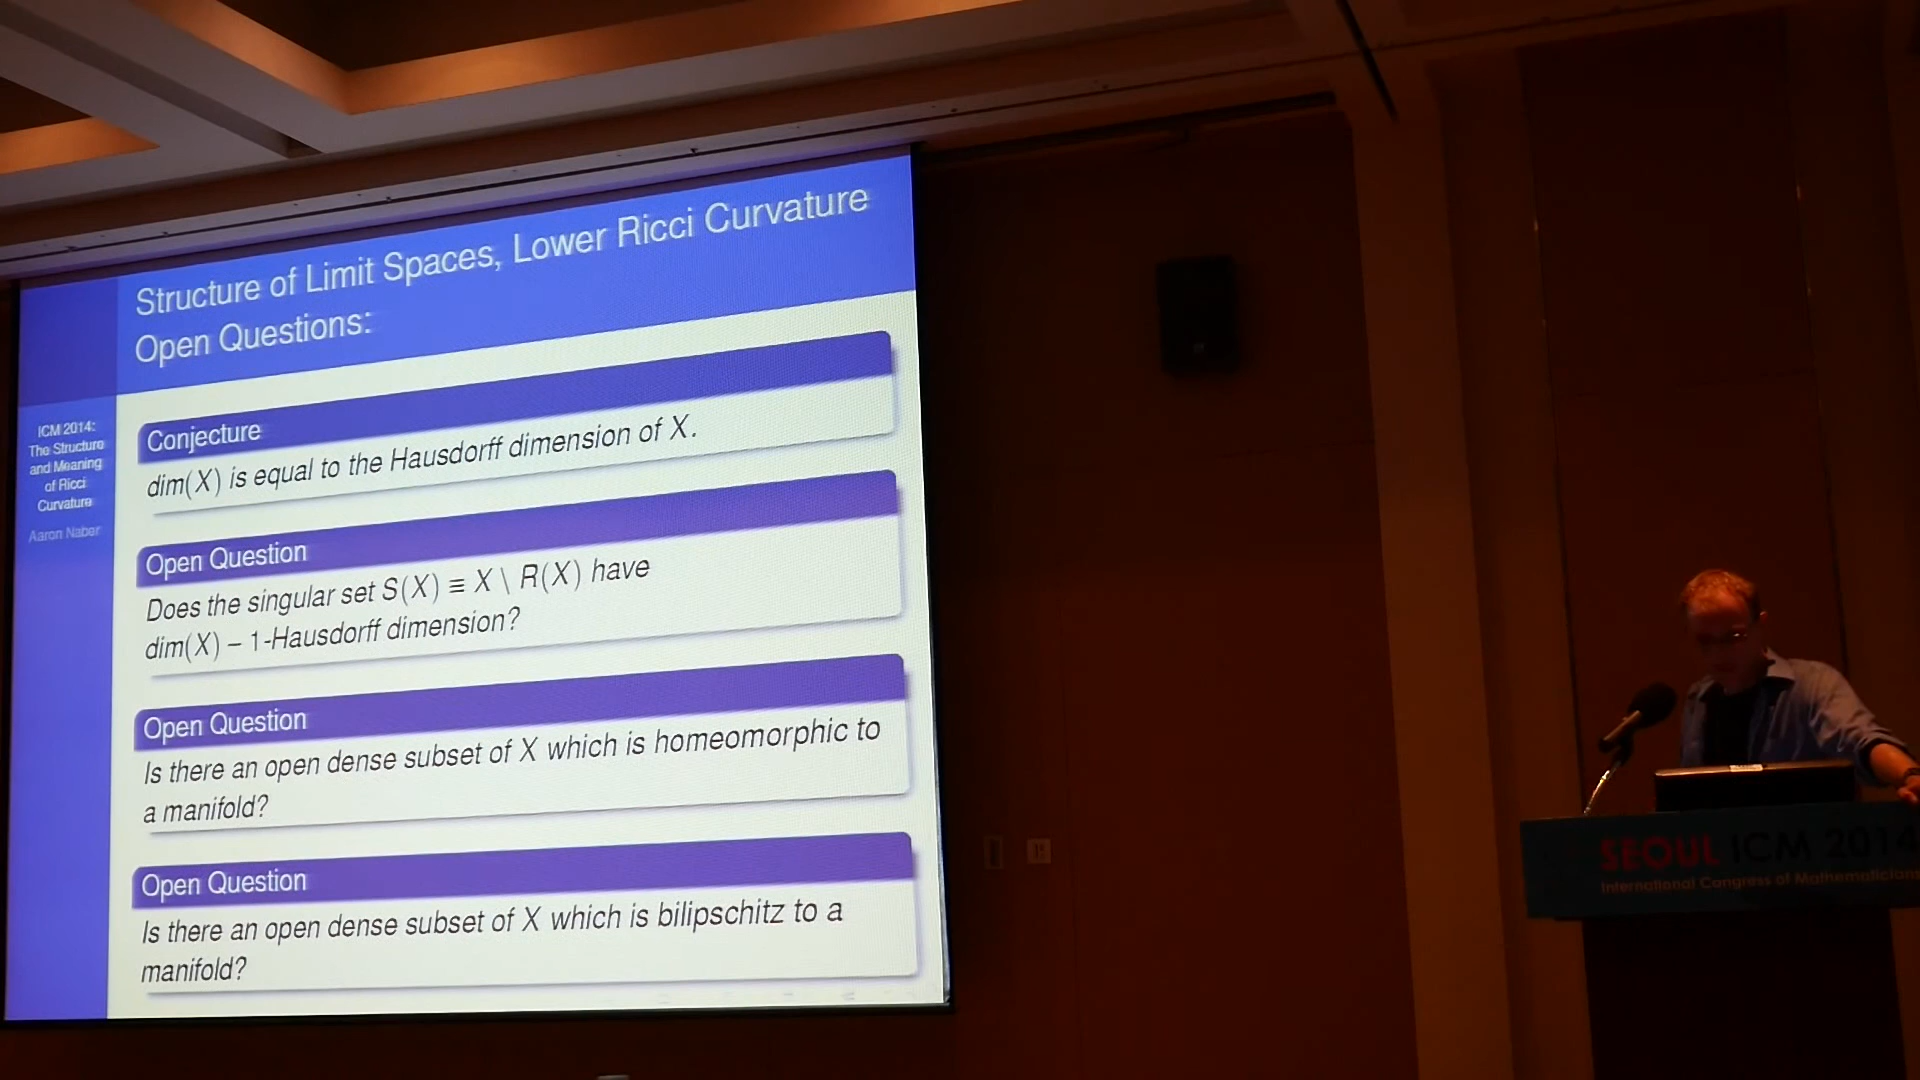 Structure of Limit Spaces, Lower Ricci Curvature
Open Questions:
ICM 2014:
The Structure
and Meaning
of Ricci
Curvature
Aaron Naber
Conjecture
dim(X) is equal to the Hausdorff dimension of X.
Open Question
Does the singular set S(X) ≡ X \ R(X) have
dim(X) − 1-Hausdorff dimension?
Open Question
Is there an open dense subset of X which is homeomorphic to
a manifold?
Open Question
Is there an open dense subset of X which is bilipschitz to a
manifold?
SEOUL ICM 2014
International Congress of Mathematicians